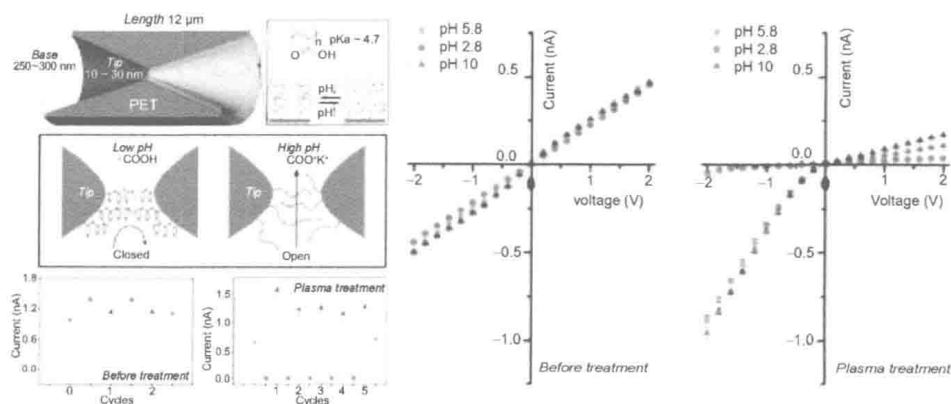 Length 12 μm
Base
250~300 nm
Tip
10~30 nm
PET
n
pKa ~ 4.7
O OH
pH↓
pH↑
Low pH
-COOH
High pH
COO⁻K⁺
Tip
Tip
Closed
Open
Current (nA)
1.8
1.2
0.6
0.0
Before treatment
0 1 2
Cycles
Current (nA)
1.5
1.0
0.5
0.0
Plasma treatment
1 2 3 4 5
Cycles
pH 5.8
pH 2.8
pH 10
Current (nA)
0.5
0.0
−2 −1 0 1 2
voltage (V)
−0.5
−1.0
Before treatment
pH 5.8
pH 2.8
pH 10
Current (nA)
0.5
0.0
−2 −1 0 1 2
Voltage (V)
−0.5
−1.0
Plasma treatment